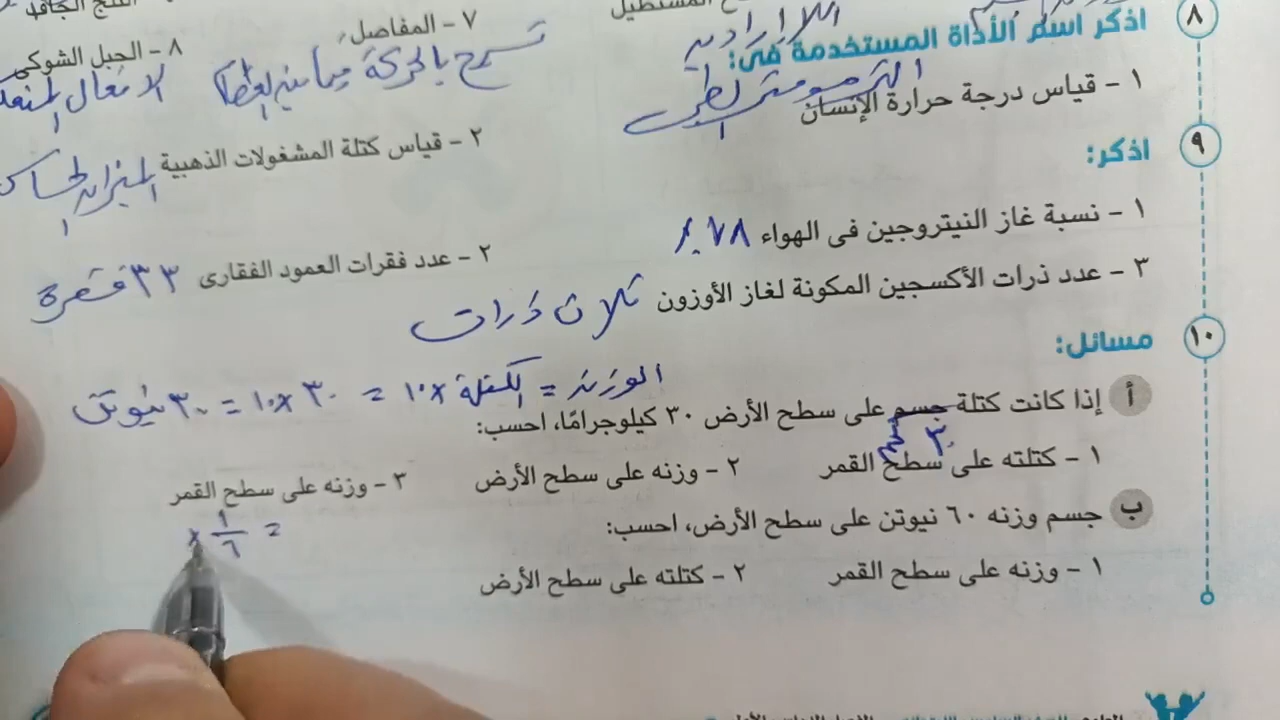 ٧ - المفاصل
٨ - الحبل الشوكى
تسمح بالحركة
٨ اذكر اسم الأداة المستخدمة فى:
١ - قياس درجة حرارة الإنسان الترمومتر الطبى
٢ - قياس كتلة المشغولات الذهبية الميزان الحساس
٩ اذكر:
١ - نسبة غاز النيتروجين فى الهواء ٧٨٪
٢ - عدد فقرات العمود الفقارى ٣٣ فقرة
٣ - عدد ذرات الأكسجين المكونة لغاز الأوزون ثلاث ذرات
١٠ مسائل:
الوزن = الكتلة × ١٠ = ٣٠ × ١٠ = ٣٠٠ نيوتن
أ إذا كانت كتلة جسم على سطح الأرض ٣٠ كيلوجرامًا، احسب:
١ - كتلته على سطح القمر ٣٠
٢ - وزنه على سطح الأرض
٣ - وزنه على سطح القمر
= ١/٦ ×
ب جسم وزنه ٦٠ نيوتن على سطح الأرض، احسب:
١ - وزنه على سطح القمر
٢ - كتلته على سطح الأرض